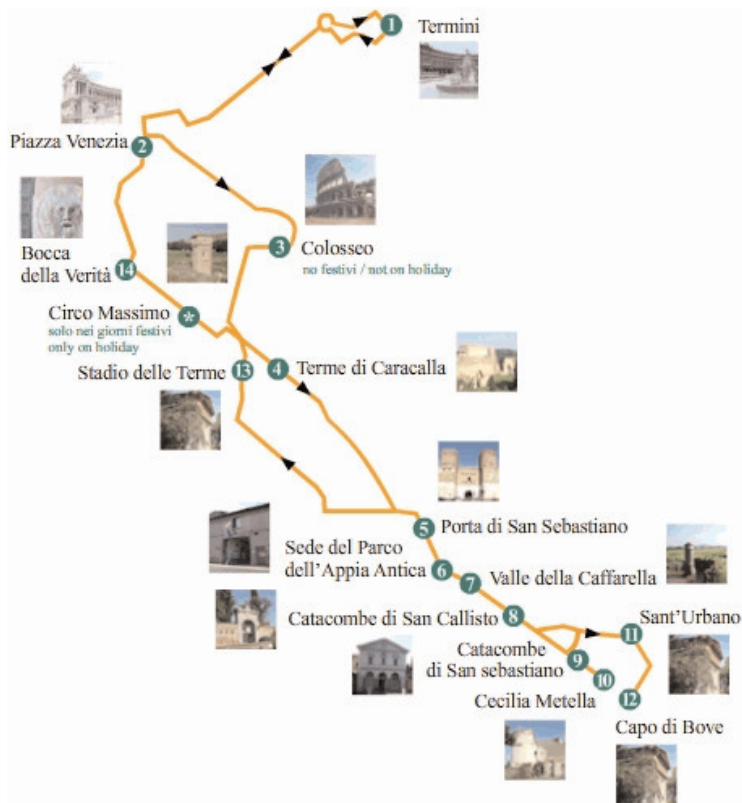 1
Termini
Piazza Venezia
2
3
Colosseo
no festivi / not on holiday
Bocca
della Verità
14
Circo Massimo
solo nei giorni festivi
only on holiday
*
Stadio delle Terme
13
4
Terme di Caracalla
5
Porta di San Sebastiano
Sede del Parco
dell'Appia Antica
6
7
Valle della Caffarella
Catacombe di San Callisto
8
11
Sant'Urbano
Catacombe
di San sebastiano
9
10
Cecilia Metella
12
Capo di Bove